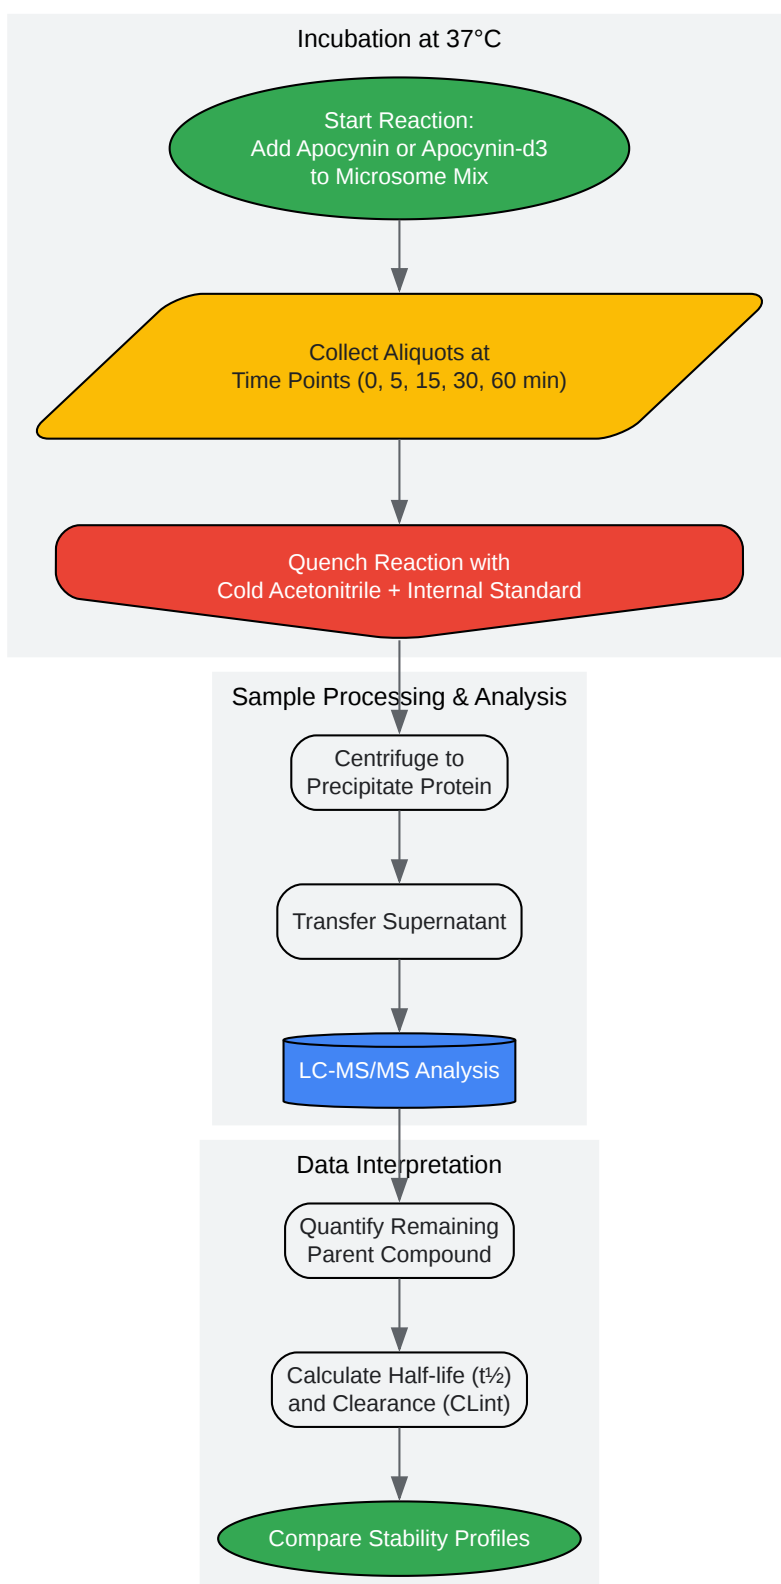 Incubation at 37°C
Start Reaction:
Add Apocynin or Apocynin-d3
to Microsome Mix
Collect Aliquots at
Time Points (0, 5, 15, 30, 60 min)
Quench Reaction with
Cold Acetonitrile + Internal Standard
Sample Processing & Analysis
Centrifuge to
Precipitate Protein
Transfer Supernatant
LC-MS/MS Analysis
Data Interpretation
Quantify Remaining
Parent Compound
Calculate Half-life (t½)
and Clearance (CLint)
Compare Stability Profiles